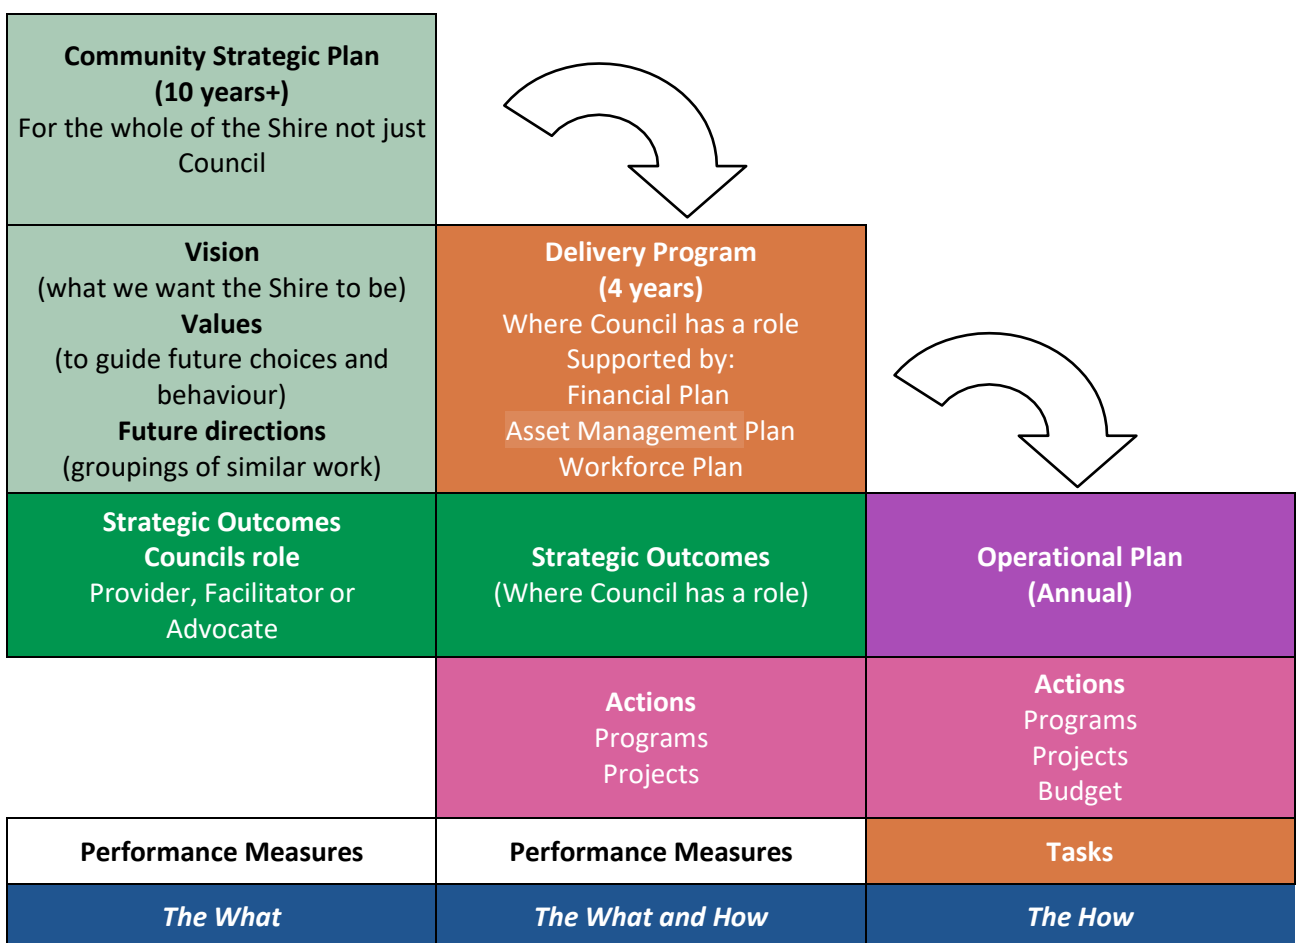 Community Strategic Plan
(10 years+)
For the whole of the Shire not just
Council
Vision
(what we want the Shire to be)
Values
(to guide future choices and
behaviour)
Future directions
(groupings of similar work)
Delivery Program
(4 years)
Where Council has a role
Supported by:
Financial Plan
Asset Management Plan
Workforce Plan
Strategic Outcomes
Councils role
Provider, Facilitator or
Advocate
Strategic Outcomes
(Where Council has a role)
Operational Plan
(Annual)
Actions
Programs
Projects
Actions
Programs
Projects
Budget
Performance Measures
Performance Measures
Tasks
The What
The What and How
The How